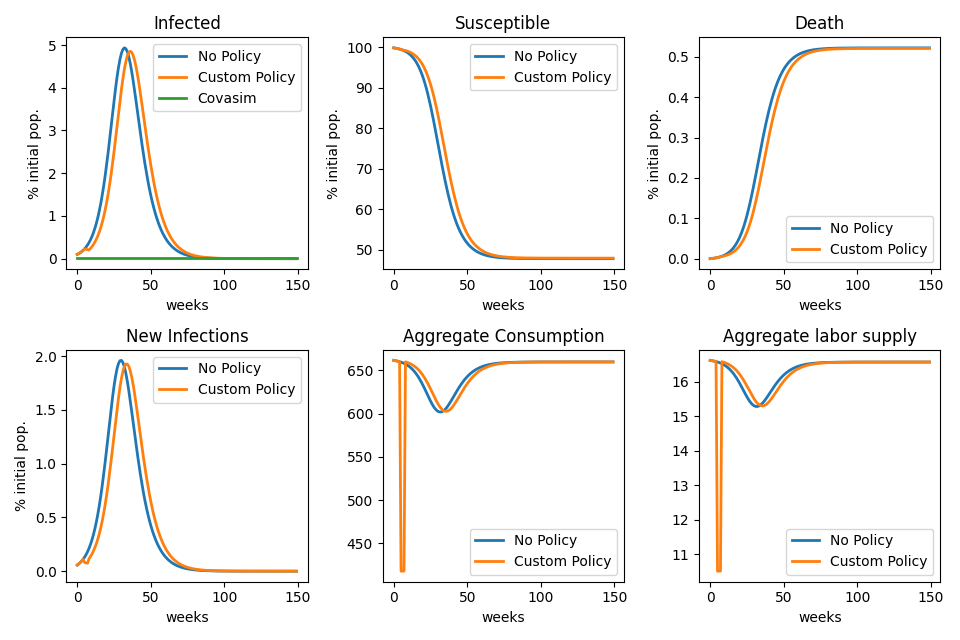 Infected
% initial pop.
5
4
3
2
1
0
No Policy
Custom Policy
Covasim
0 50 100 150
weeks
Susceptible
% initial pop.
100
90
80
70
60
50
No Policy
Custom Policy
0 50 100 150
weeks
Death
% initial pop.
0.5
0.4
0.3
0.2
0.1
0.0
No Policy
Custom Policy
0 50 100 150
weeks
New Infections
% initial pop.
2.0
1.5
1.0
0.5
0.0
No Policy
Custom Policy
0 50 100 150
weeks
Aggregate Consumption
650
600
550
500
450
No Policy
Custom Policy
0 50 100 150
weeks
Aggregate labor supply
16
15
14
13
12
11
No Policy
Custom Policy
0 50 100 150
weeks